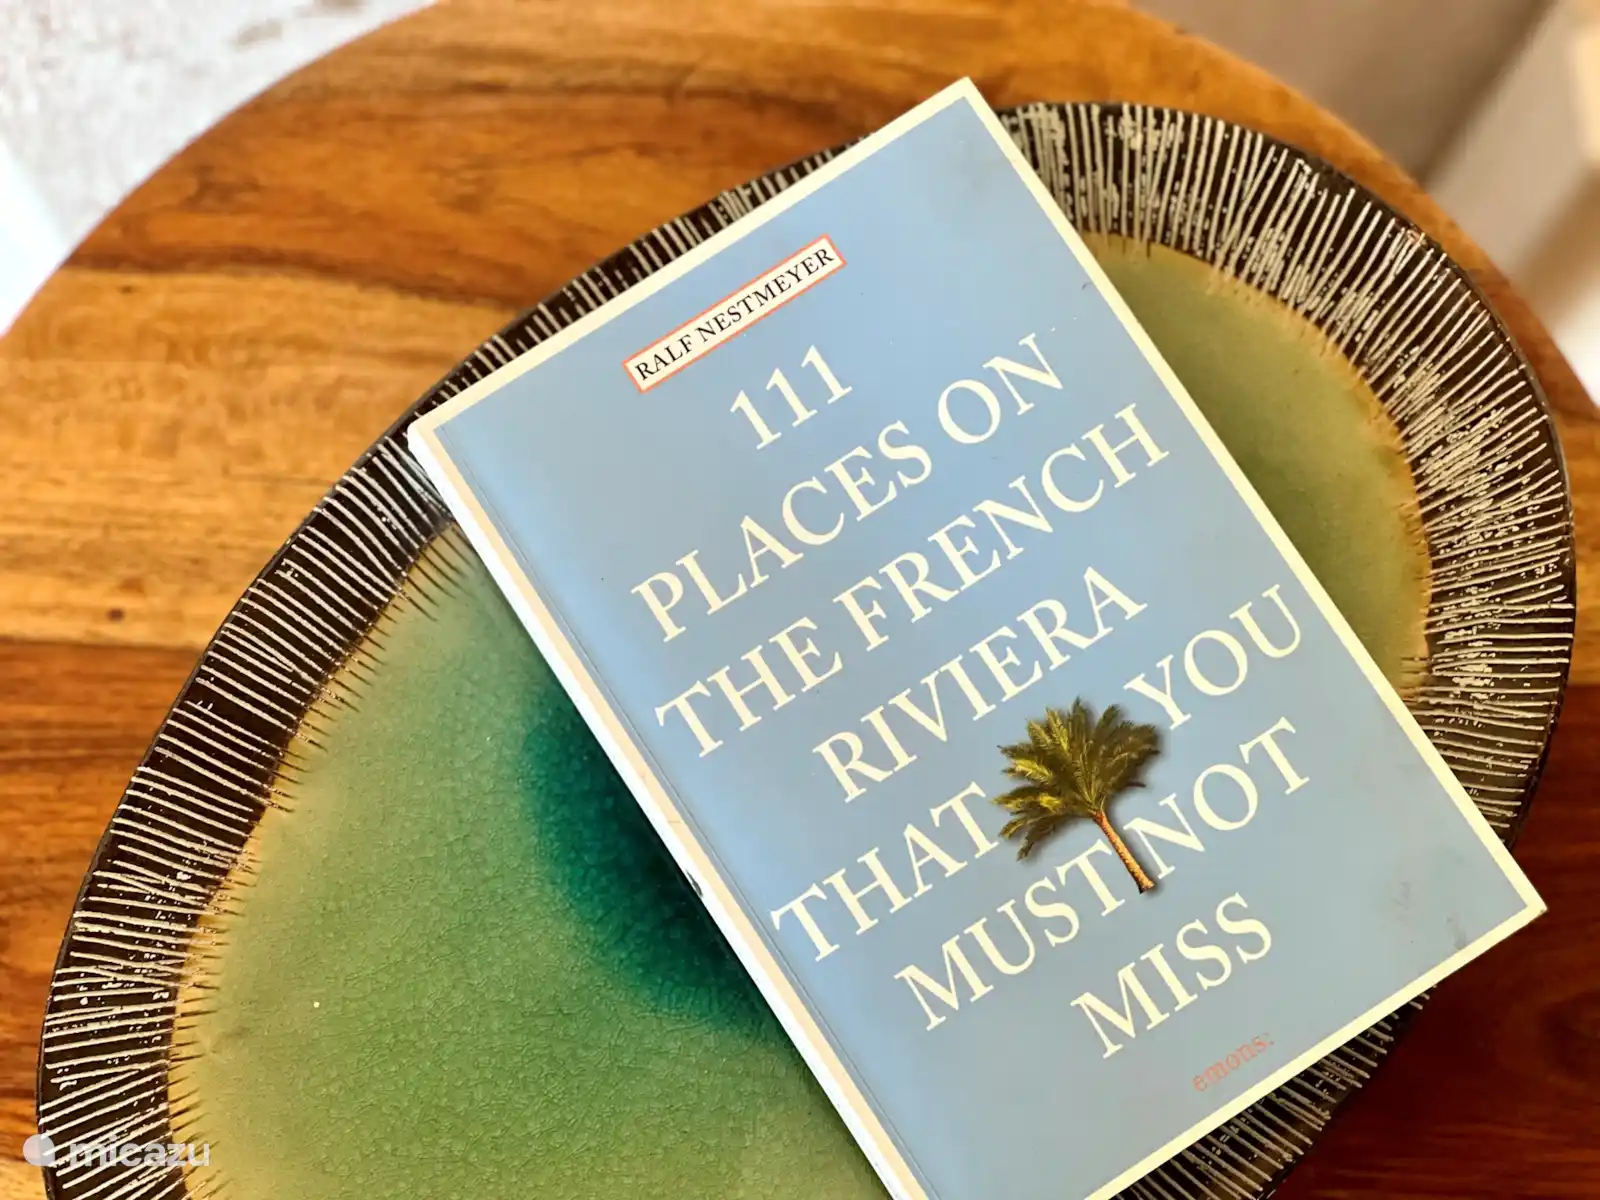 RALF NESTMEYER
111
PLACES ON
THE FRENCH
RIVIERA
THAT YOU
MUST NOT
MISS
emons:
micazu